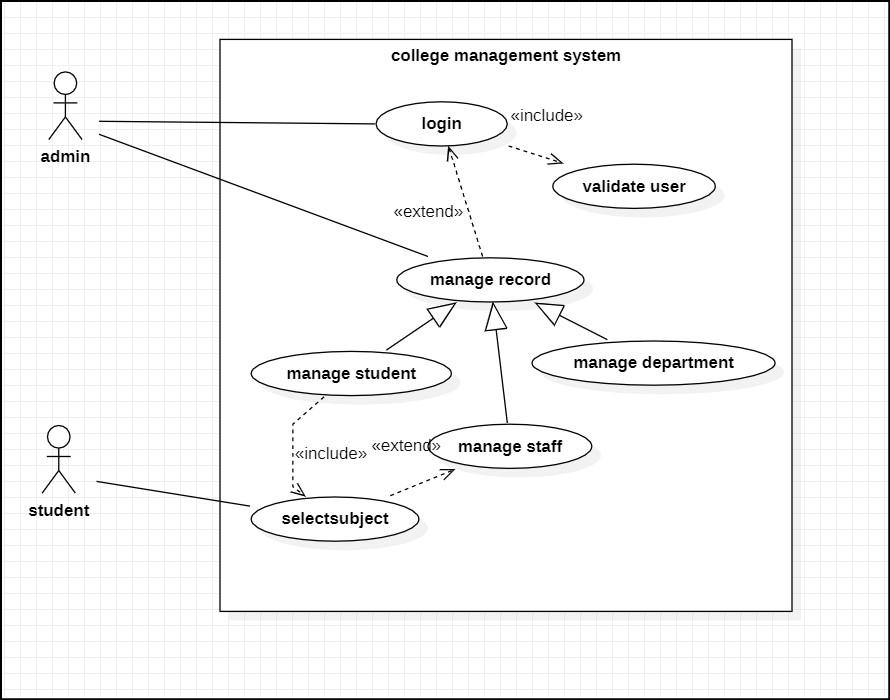 college management system
login
«include»
admin
validate user
«extend»
manage record
manage department
manage student
manage staff
«extend»
«include»
student
selectsubject